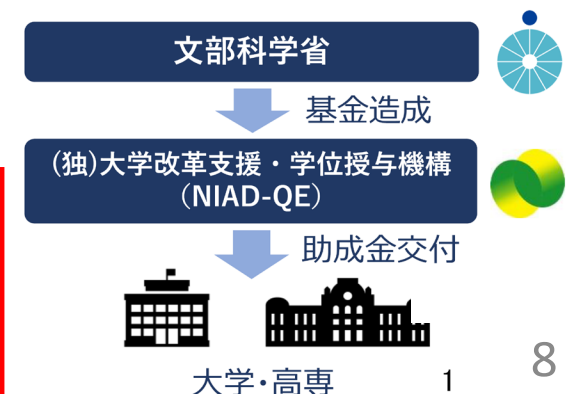 文部科学省
基金造成
(独)大学改革支援・学位授与機構
(NIAD-QE)
助成金交付
大学・高専
1
8